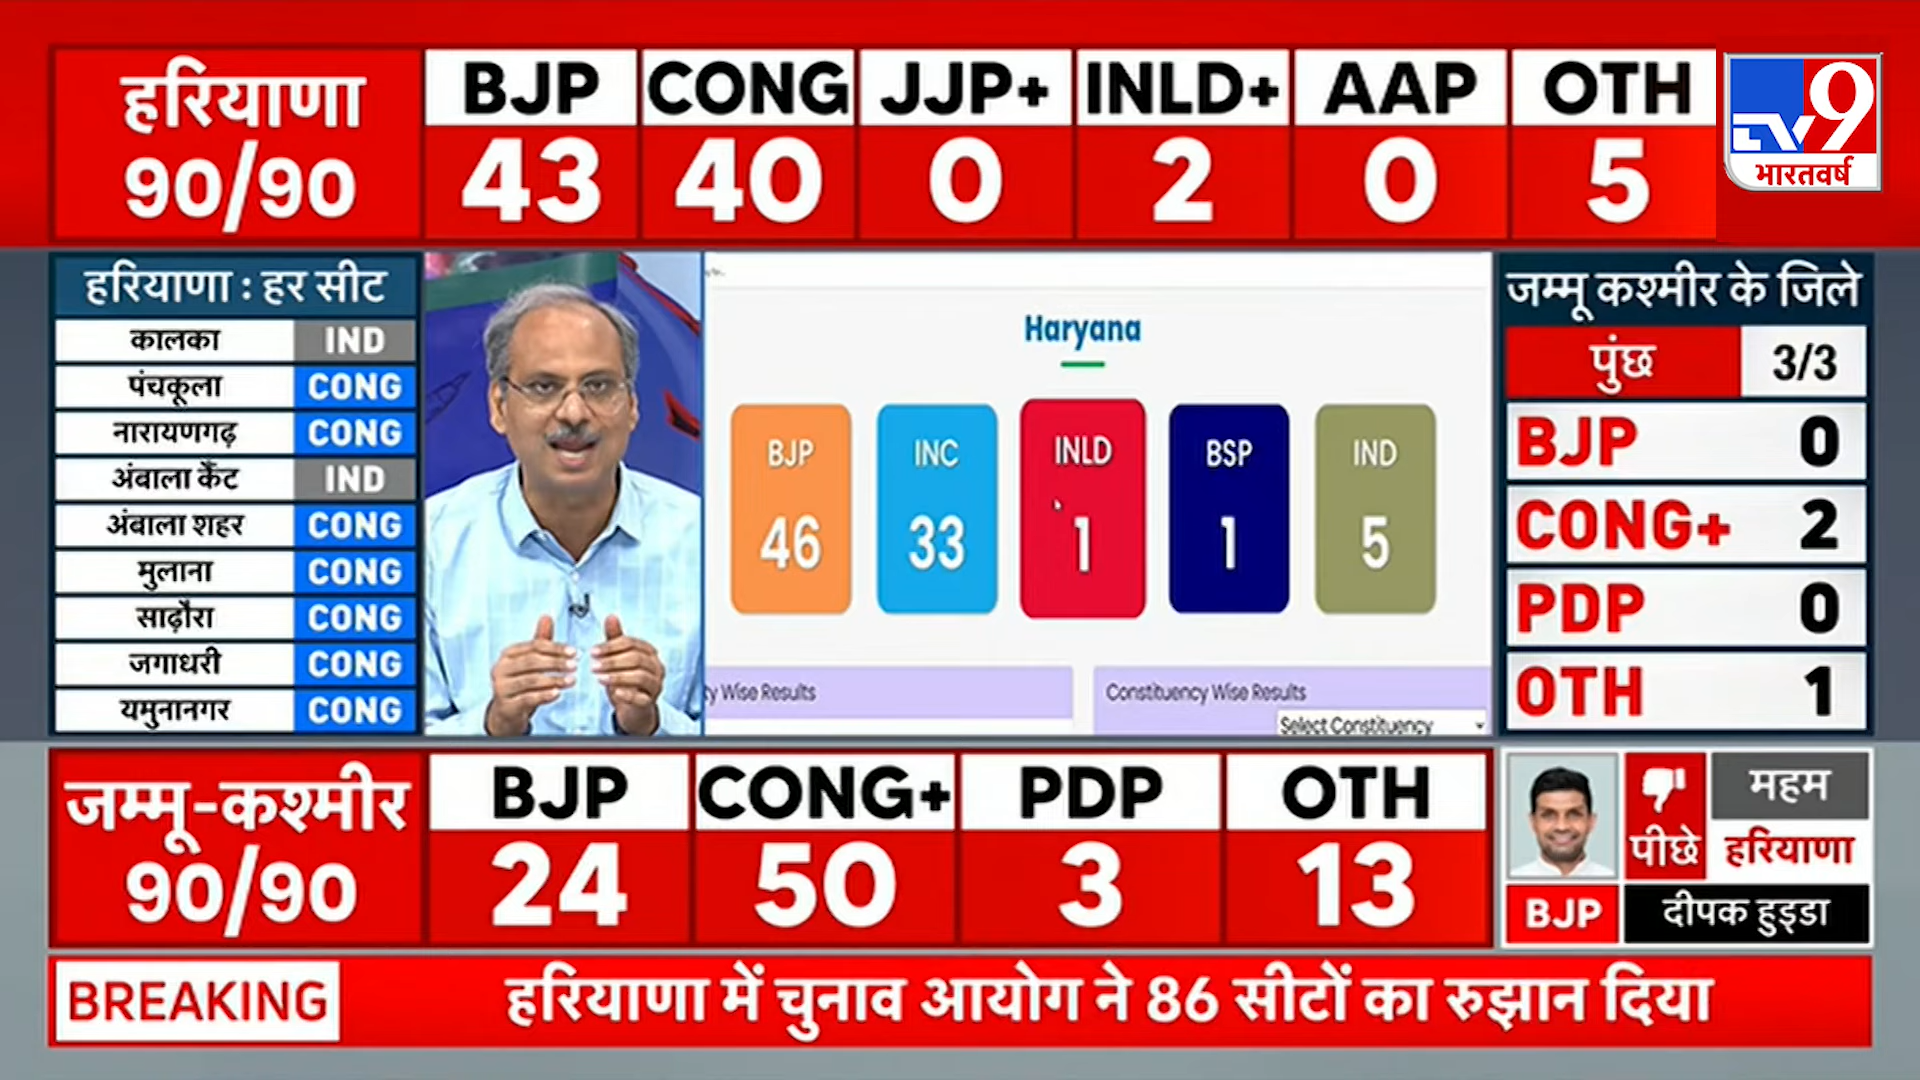 हरियाणा
90/90
BJP
43
CONG
40
JJP+
0
INLD+
2
AAP
0
OTH
5
TV9
भारतवर्ष
हरियाणा : हर सीट
कालका IND
पंचकूला CONG
नारायणगढ़ CONG
अंबाला कैंट IND
अंबाला शहर CONG
मुलाना CONG
साढ़ौरा CONG
जगाधरी CONG
यमुनानगर CONG
Haryana
BJP
46
INC
33
INLD
1
BSP
1
IND
5
ty Wise Results
Constituency Wise Results
Select Constituency
जम्मू कश्मीर के जिले
पुंछ 3/3
BJP 0
CONG+ 2
PDP 0
OTH 1
जम्मू-कश्मीर
90/90
BJP
24
CONG+
50
PDP
3
OTH
13
पीछे
महम
हरियाणा
BJP
दीपक हुड्डा
BREAKING
हरियाणा में चुनाव आयोग ने 86 सीटों का रुझान दिया